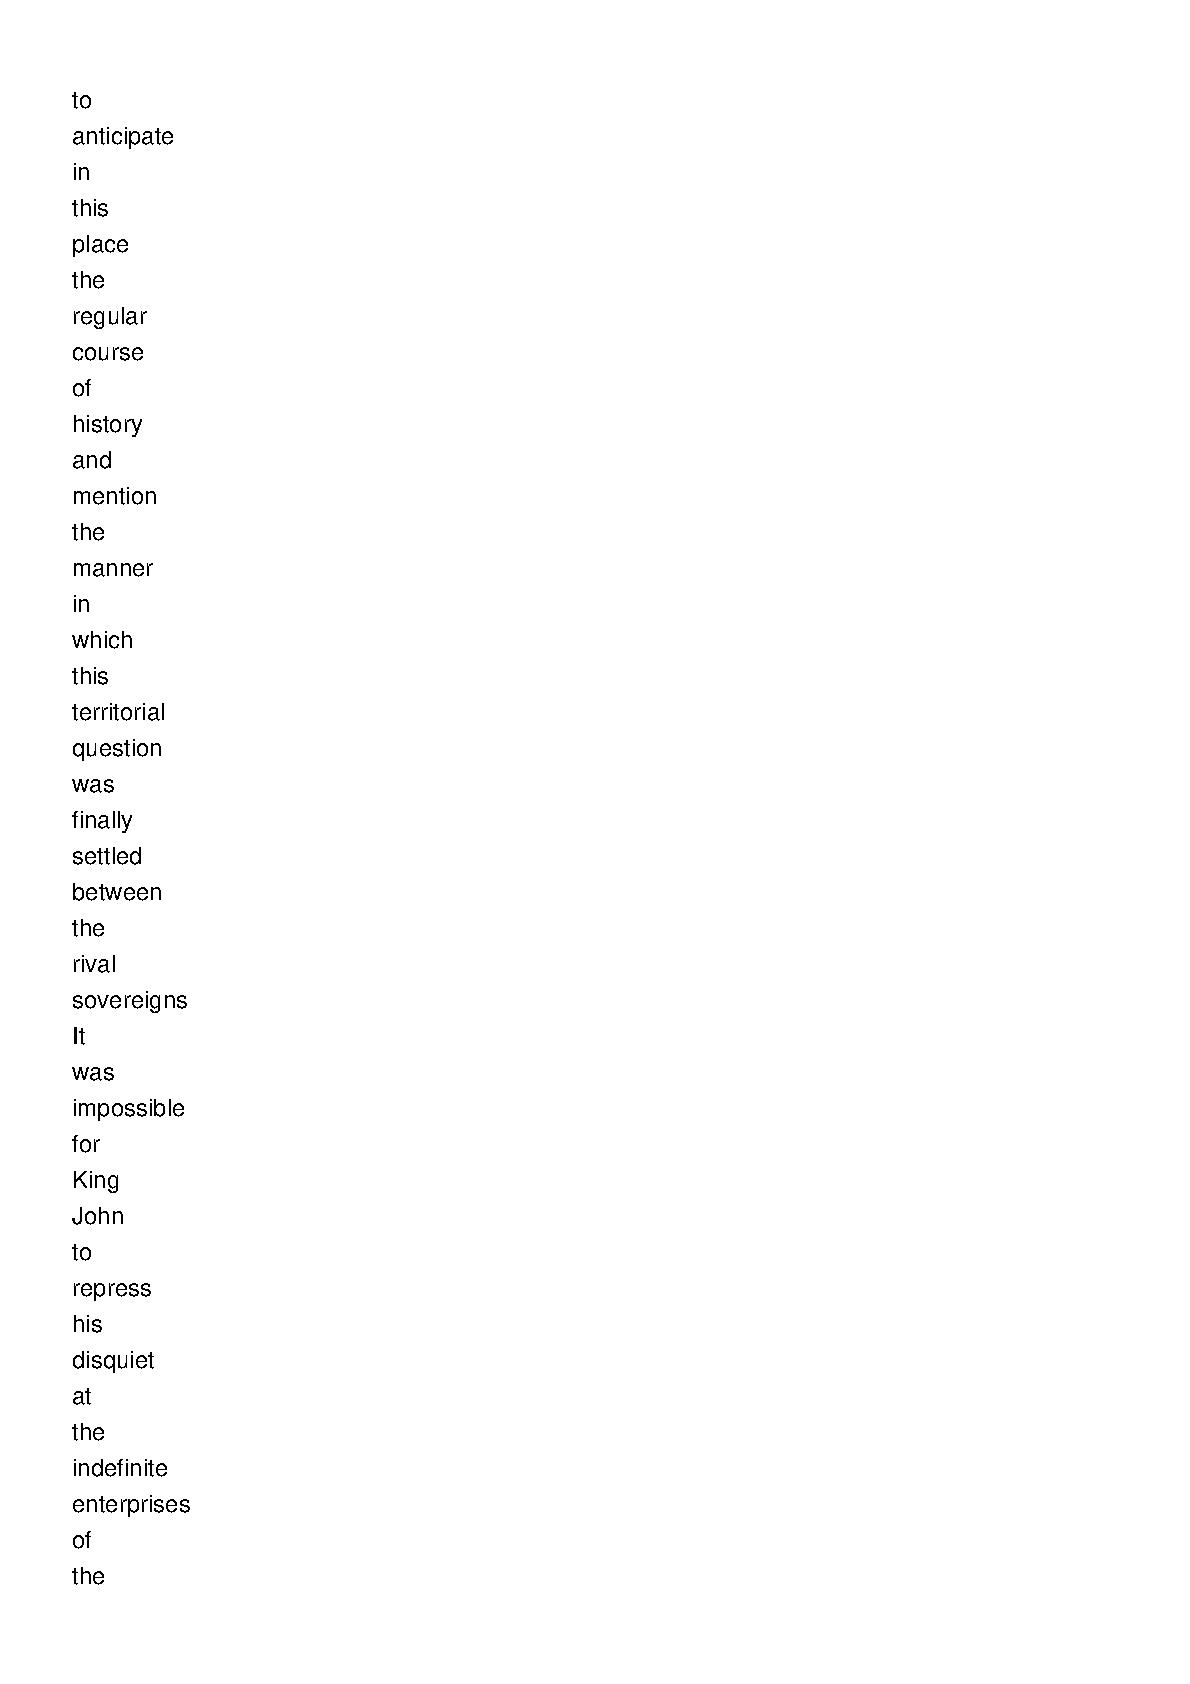 to
anticipate
in
this
place
the
regular
course
of
history
and
mention
the
manner
in
which
this
territorial
question
was
finally
settled
between
the
rival
sovereigns
It
was
impossible
for
King
John
to
repress
his
disquiet
at
the
indefinite
enterprises
of
the